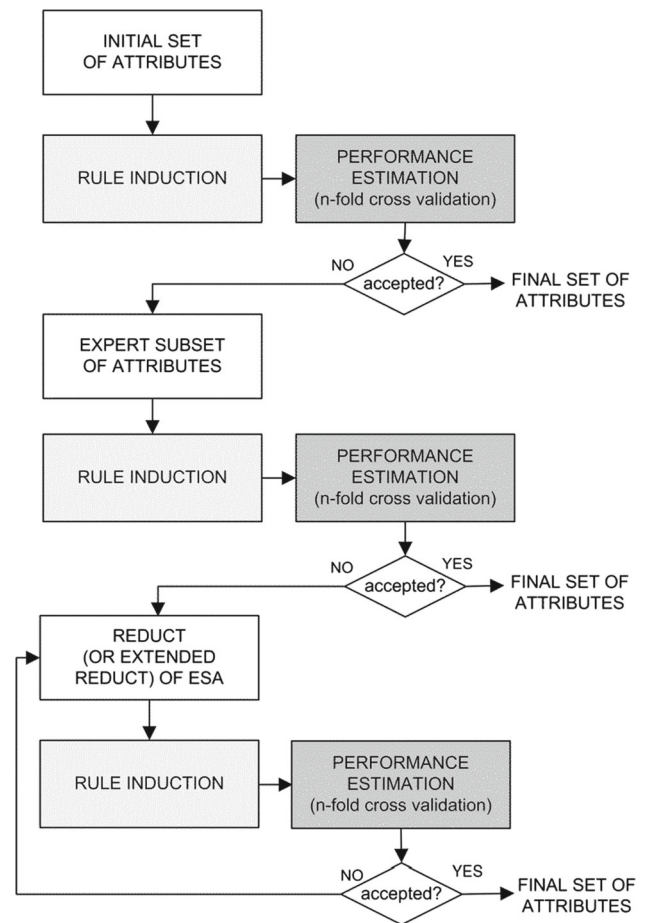 INITIAL SET
OF ATTRIBUTES
RULE INDUCTION
PERFORMANCE
ESTIMATION
(n-fold cross validation)
NO
YES
accepted?
FINAL SET OF
ATTRIBUTES
EXPERT SUBSET
OF ATTRIBUTES
RULE INDUCTION
PERFORMANCE
ESTIMATION
(n-fold cross validation)
NO
YES
accepted?
FINAL SET OF
ATTRIBUTES
REDUCT
(OR EXTENDED
REDUCT) OF ESA
RULE INDUCTION
PERFORMANCE
ESTIMATION
(n-fold cross validation)
NO
YES
accepted?
FINAL SET OF
ATTRIBUTES